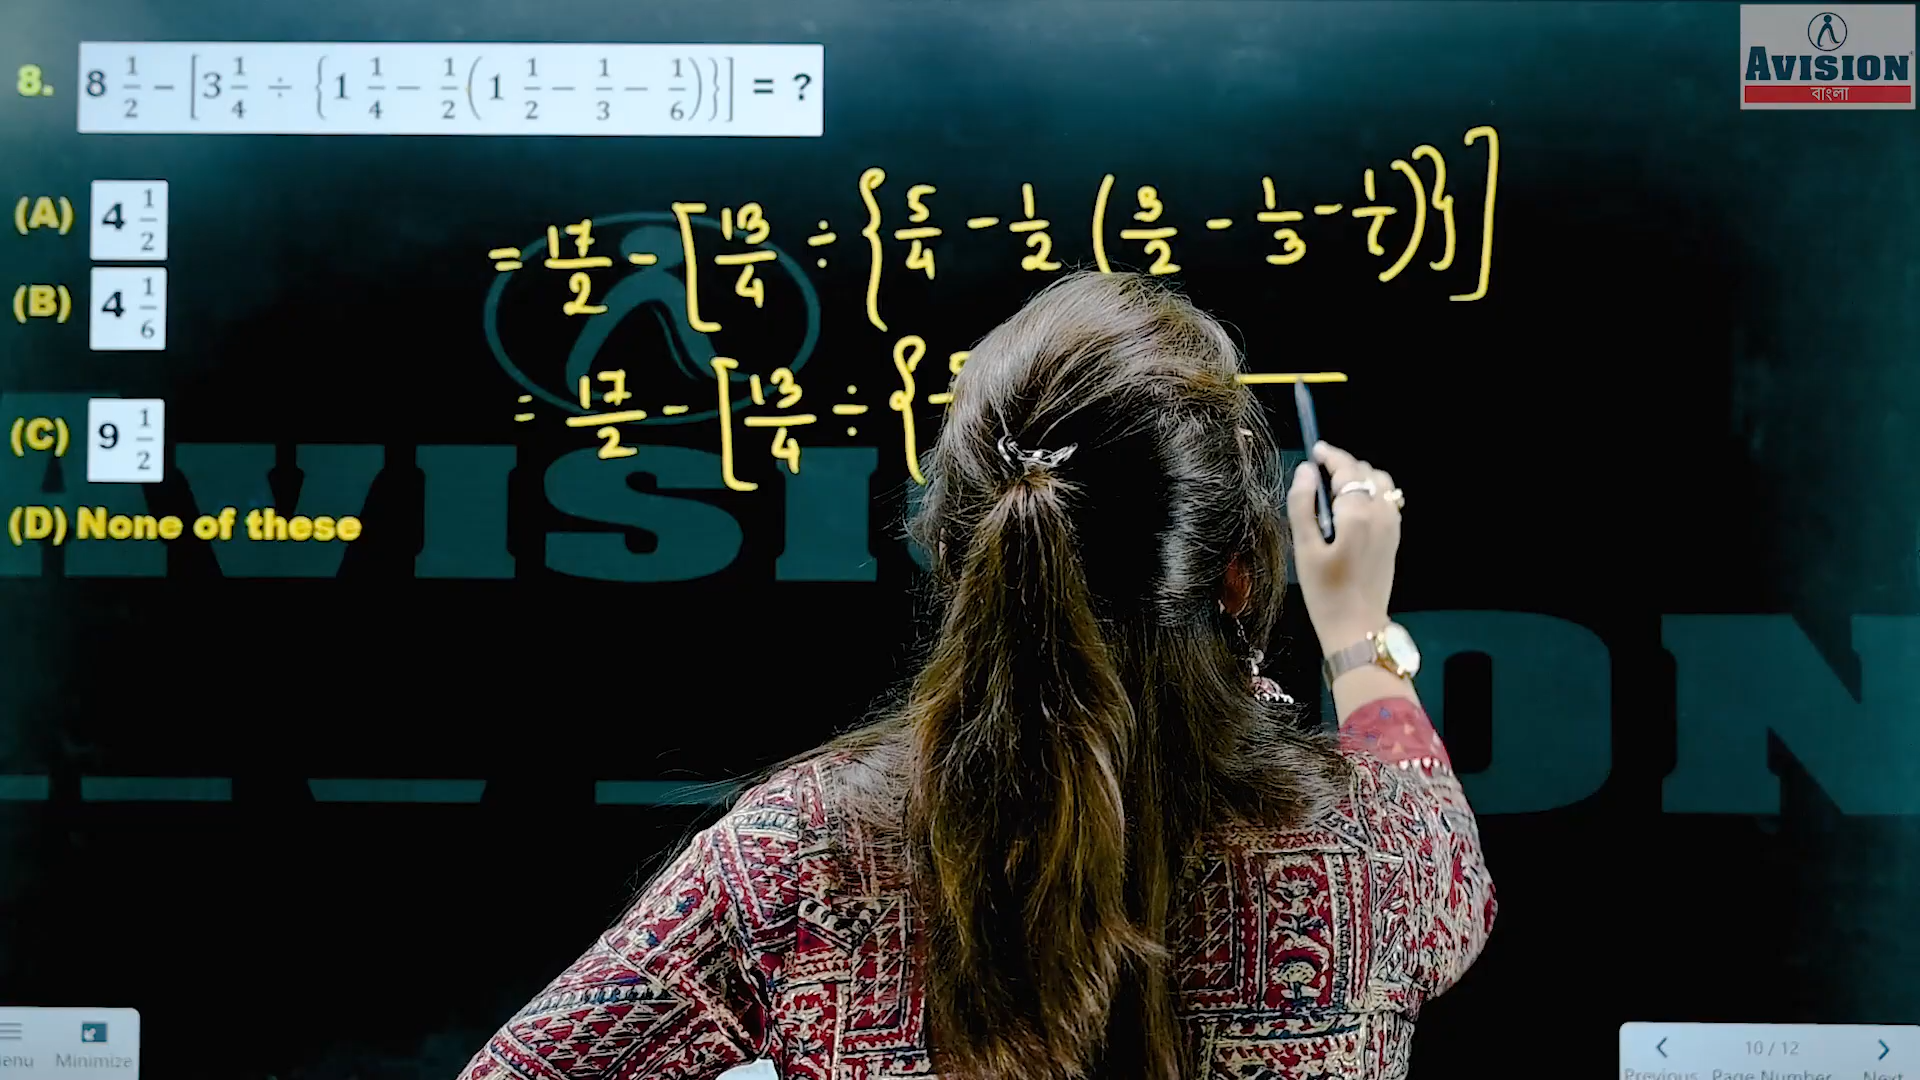 AVISION
বাংলা
8. 8 1/2 − [3 1/4 ÷ {1 1/4 − 1/2 (1 1/2 − 1/3 − 1/6)}] = ?
(A) 4 1/2
(B) 4 1/6
(C) 9 1/2
(D) None of these
= 17/2 − [13/4 ÷ {5/4 − 1/2 (3/2 − 1/3 − 1/6)}]
= 17/2 − [13/4 ÷ {
Minimize
10 / 12
Previous Page Number Next